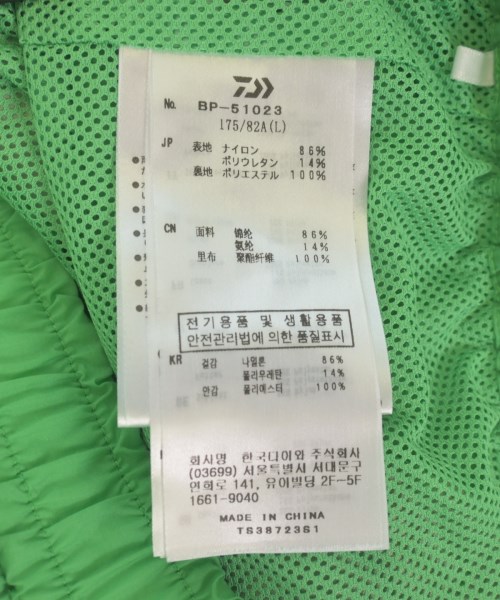 No. BP-51023
175/82A(L)
JP 表地 ナイロン 86%
ポリウレタン 14%
裏地 ポリエステル 100%
CN 面料 锦纶 86%
氨纶 14%
里布 聚酯纤维 100%
전기용품 및 생활용품
안전관리법에 의한 품질표시
KR 겉감 나일론 86%
폴리우레탄 14%
안감 폴리에스터 100%
회사명 한국다이와 주식회사
(03699) 서울특별시 서대문구
연희로 141, 유이빌딩 2F-5F
1661-9040
MADE IN CHINA
TS3872361